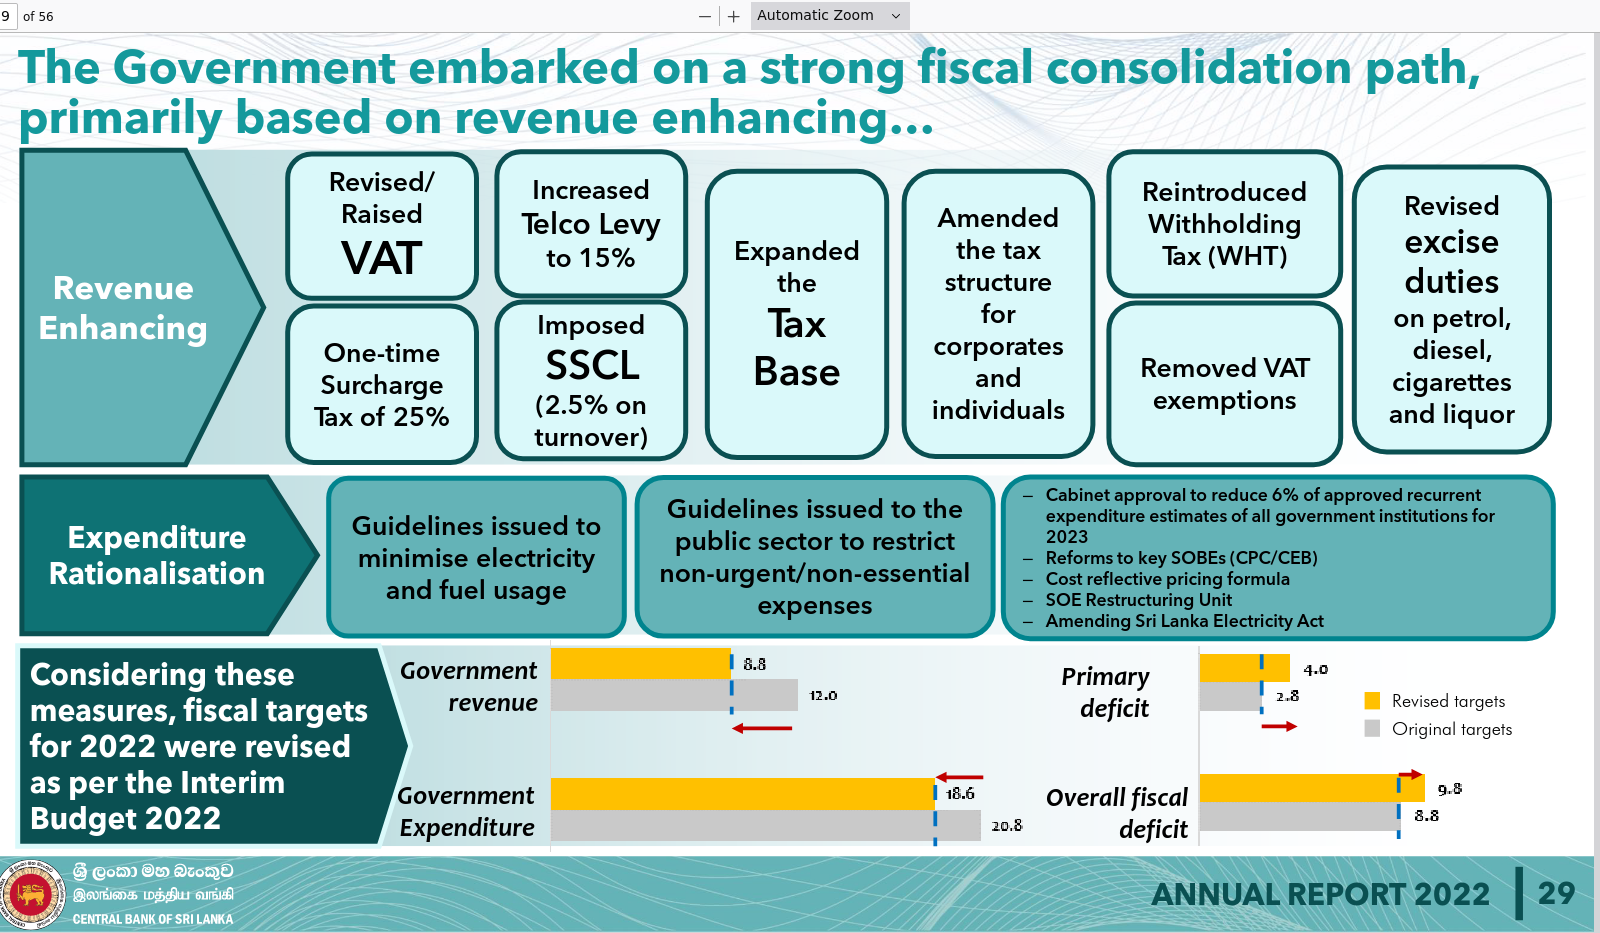 9 of 56
Automatic Zoom
The Government embarked on a strong fiscal consolidation path,
primarily based on revenue enhancing...
Revenue
Enhancing
Revised/
Raised
VAT
One-time
Surcharge
Tax of 25%
Increased
Telco Levy
to 15%
Imposed
SSCL
(2.5% on
turnover)
Expanded
the
Tax
Base
Amended
the tax
structure
for
corporates
and
individuals
Reintroduced
Withholding
Tax (WHT)
Removed VAT
exemptions
Revised
excise
duties
on petrol,
diesel,
cigarettes
and liquor
Expenditure
Rationalisation
Guidelines issued to
minimise electricity
and fuel usage
Guidelines issued to the
public sector to restrict
non-urgent/non-essential
expenses
– Cabinet approval to reduce 6% of approved recurrent
expenditure estimates of all government institutions for
2023
– Reforms to key SOBEs (CPC/CEB)
– Cost reflective pricing formula
– SOE Restructuring Unit
– Amending Sri Lanka Electricity Act
Considering these
measures, fiscal targets
for 2022 were revised
as per the Interim
Budget 2022
Government
revenue
8.8
12.0
Government
Expenditure
18.6
20.8
Primary
deficit
4.0
2.8
Overall fiscal
deficit
9.8
8.8
Revised targets
Original targets
ශ්‍රී ලංකා මහ බැංකුව
இலங்கை மத்திய வங்கி
CENTRAL BANK OF SRI LANKA
ANNUAL REPORT 2022
29